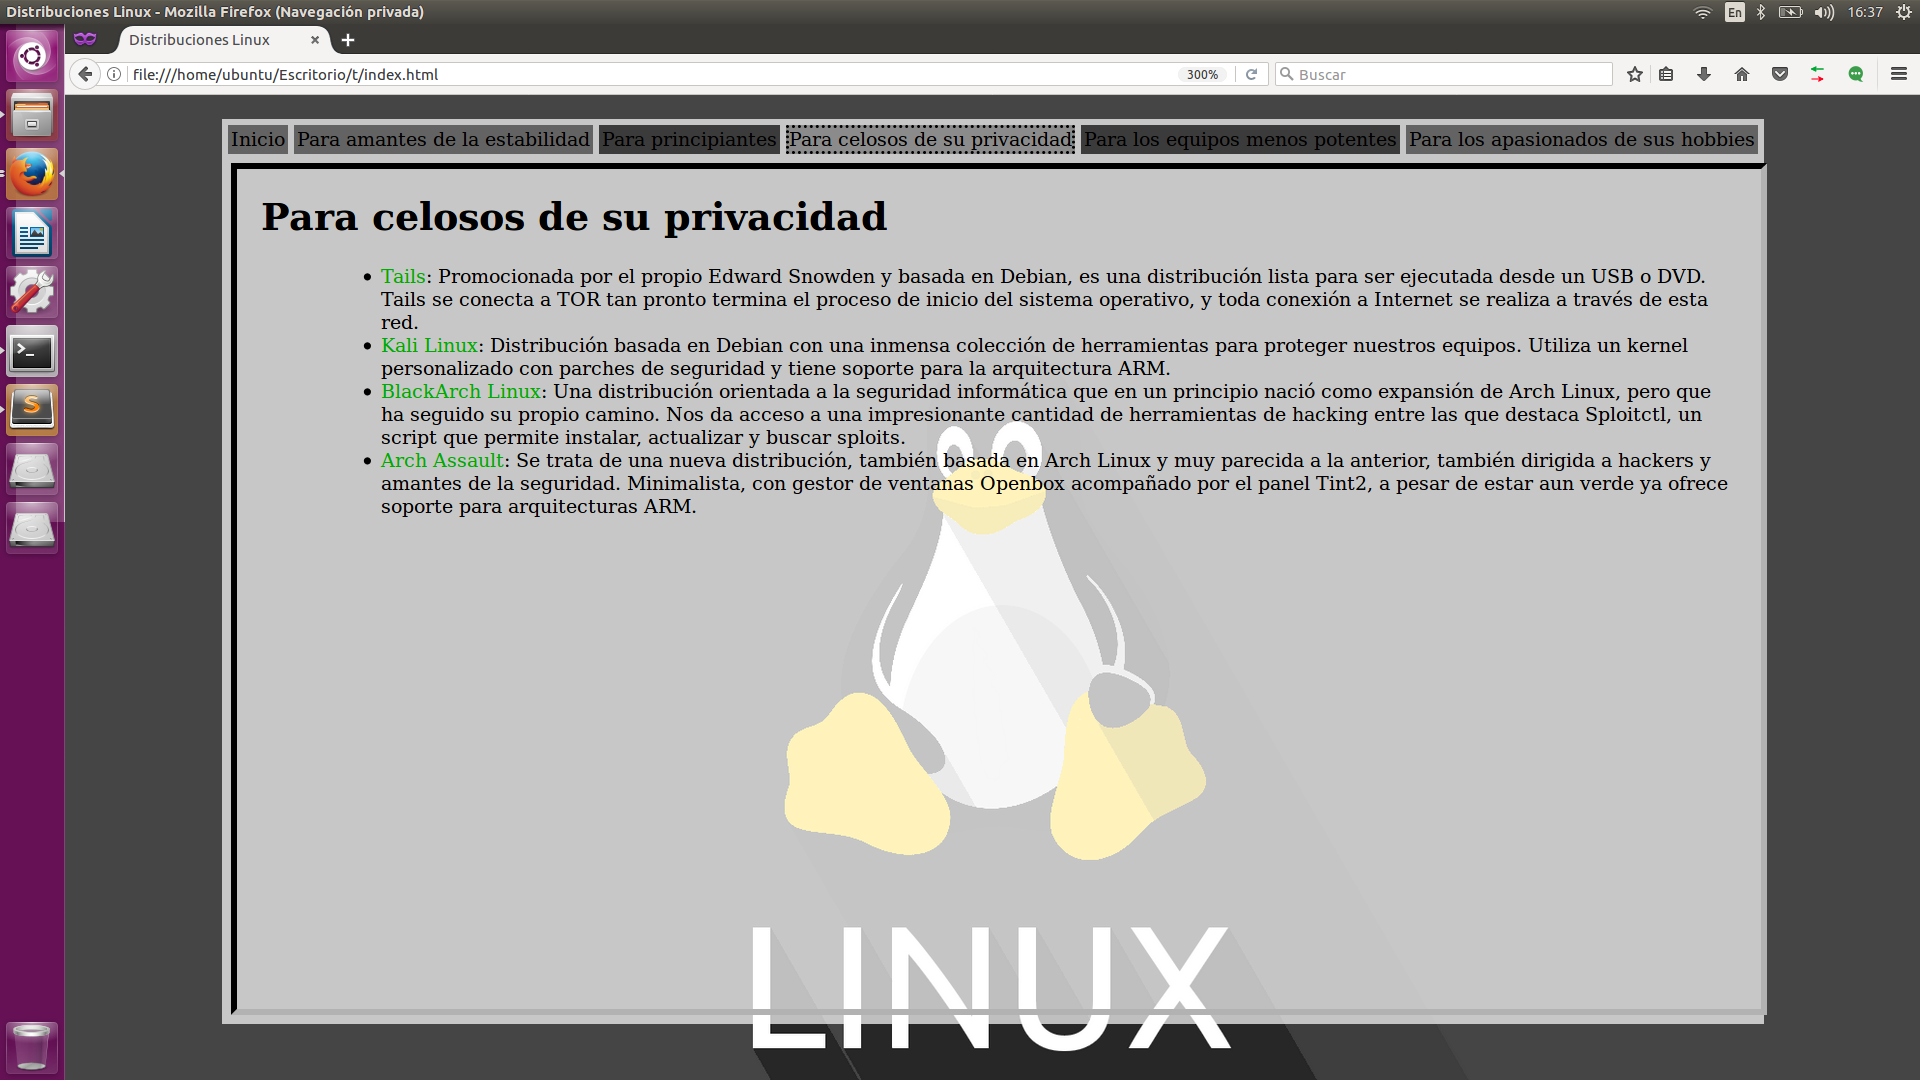 Distribuciones Linux - Mozilla Firefox (Navegación privada)
En
16:37
Distribuciones Linux
file:///home/ubuntu/Escritorio/t/index.html
300%
Buscar
Inicio
Para amantes de la estabilidad
Para principiantes
Para celosos de su privacidad
Para los equipos menos potentes
Para los apasionados de sus hobbies
Para celosos de su privacidad
Tails: Promocionada por el propio Edward Snowden y basada en Debian, es una distribución lista para ser ejecutada desde un USB o DVD.
Tails se conecta a TOR tan pronto termina el proceso de inicio del sistema operativo, y toda conexión a Internet se realiza a través de esta
red.
Kali Linux: Distribución basada en Debian con una inmensa colección de herramientas para proteger nuestros equipos. Utiliza un kernel
personalizado con parches de seguridad y tiene soporte para la arquitectura ARM.
BlackArch Linux: Una distribución orientada a la seguridad informática que en un principio nació como expansión de Arch Linux, pero que
ha seguido su propio camino. Nos da acceso a una impresionante cantidad de herramientas de hacking entre las que destaca Sploitctl, un
script que permite instalar, actualizar y buscar sploits.
Arch Assault: Se trata de una nueva distribución, también basada en Arch Linux y muy parecida a la anterior, también dirigida a hackers y
amantes de la seguridad. Minimalista, con gestor de ventanas Openbox acompañado por el panel Tint2, a pesar de estar aun verde ya ofrece
soporte para arquitecturas ARM.
LINUX